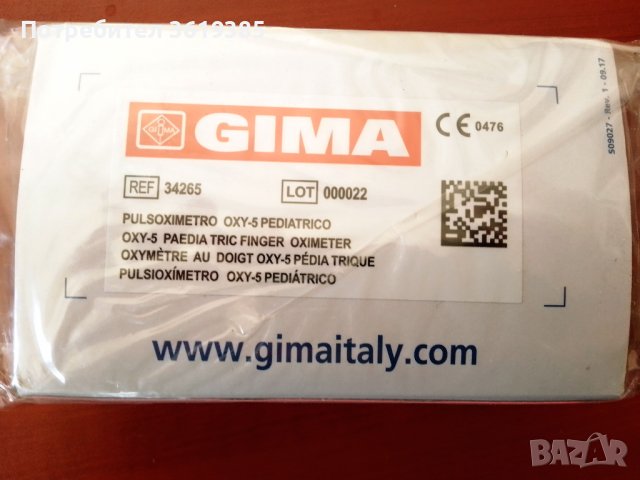 Потребител 3619385
GIMA
GIMA
CE 0476
REF 34265
LOT 000022
PULSOXIMETRO OXY-5 PEDIATRICO
OXY-5 PAEDIA TRIC FINGER OXIMETER
OXYMÈTRE AU DOIGT OXY-5 PÉDIA TRIQUE
PULSIOXÍMETRO OXY-5 PEDIÁTRICO
www.gimaitaly.com
S09027 - Rev. 1 - 09.17
BAZAR